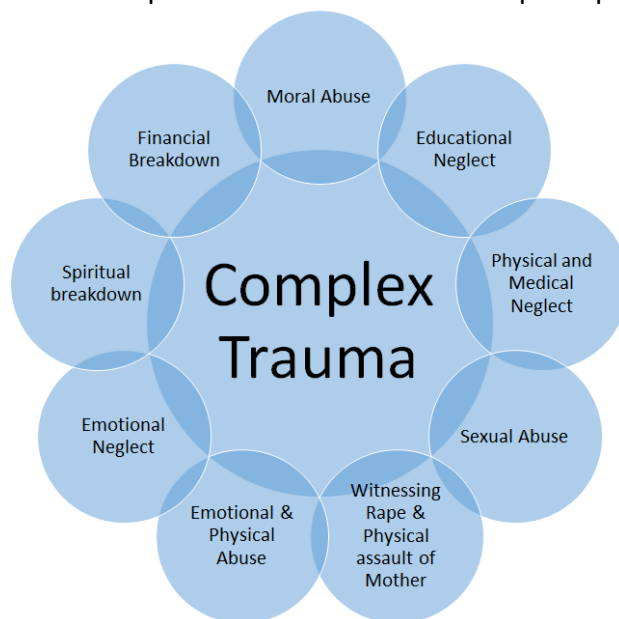 Complex
Trauma
Moral Abuse
Educational
Neglect
Physical and
Medical
Neglect
Sexual Abuse
Witnessing
Rape &
Physical
assault of
Mother
Emotional &
Physical
Abuse
Emotional
Neglect
Spiritual
breakdown
Financial
Breakdown